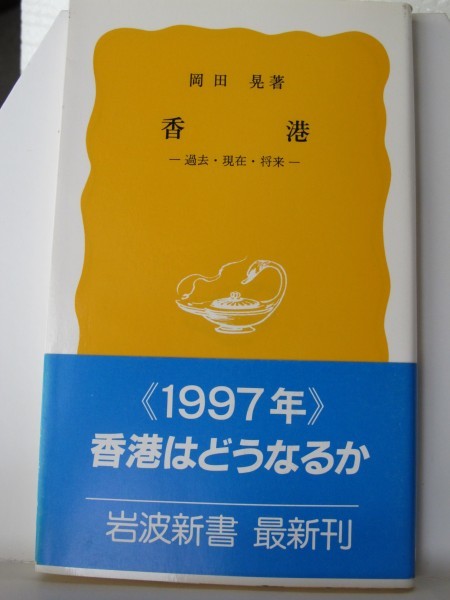 岡田 晃著
香 港
―過去・現在・将来―
《1997年》
香港はどうなるか
岩波新書 最新刊